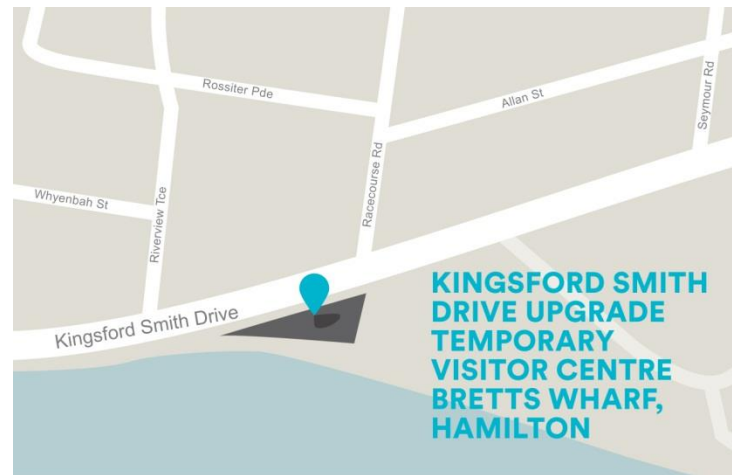 Rossiter Pde
Allan St
Seymour Rd
Racecourse Rd
Whyenbah St
Riverview Tce
Kingsford Smith Drive
KINGSFORD SMITH
DRIVE UPGRADE
TEMPORARY
VISITOR CENTRE
BRETTS WHARF,
HAMILTON